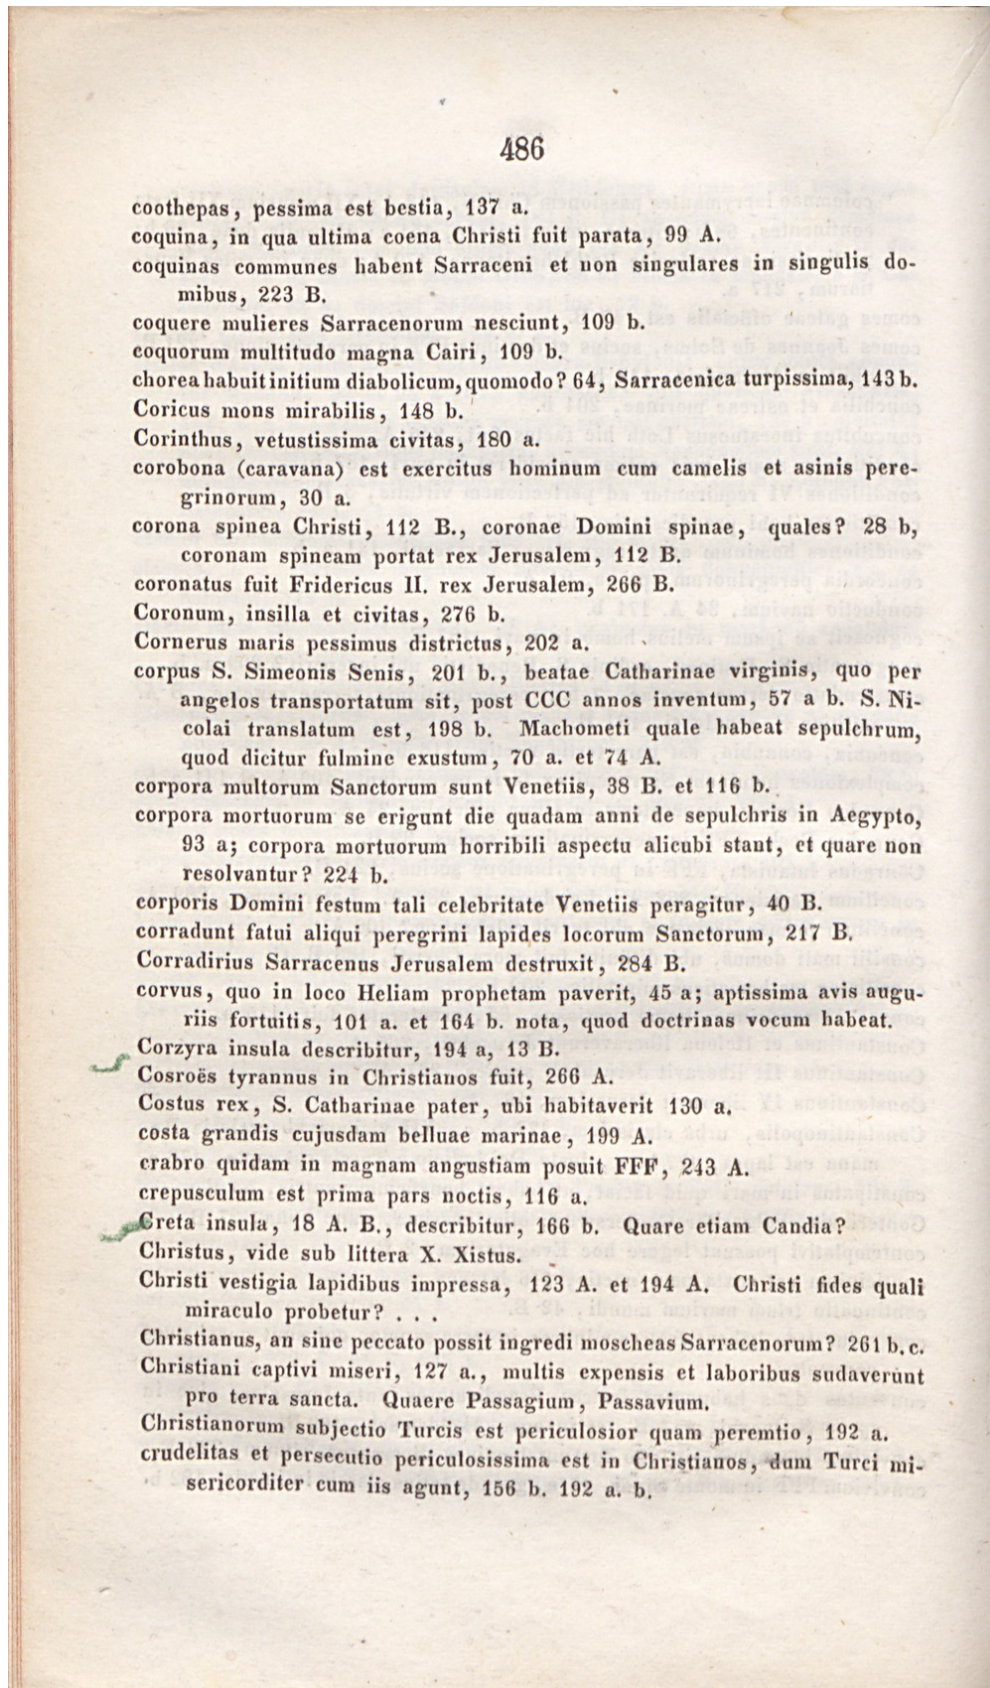 486
coothepas, pessima est bestia, 137 a.
coquina, in qua ultima coena Christi fuit parata, 99 A.
coquinas communes habent Sarraceni et non singulares in singulis do-
mibus, 223 B.
coquere mulieres Sarracenorum nesciunt, 109 b.
coquorum multitudo magna Cairi, 109 b.
chorea habuit initium diabolicum, quomodo? 64, Sarracenica turpissima, 143 b.
Coricus mons mirabilis, 148 b.
Corinthus, vetustissima civitas, 180 a.
corobona (caravana) est exercitus hominum cum camelis et asinis pere-
grinorum, 30 a.
corona spinea Christi, 112 B., coronae Domini spinae, quales? 28 b,
coronam spineam portat rex Jerusalem, 112 B.
coronatus fuit Fridericus II. rex Jerusalem, 266 B.
Coronum, insilla et civitas, 276 b.
Cornerus maris pessimus districtus, 202 a.
corpus S. Simeonis Senis, 201 b., beatae Catharinae virginis, quo per
angelos transportatum sit, post CCC annos inventum, 57 a b. S. Ni-
colai translatum est, 198 b. Machometi quale habeat sepulchrum,
quod dicitur fulmine exustum, 70 a. et 74 A.
corpora multorum Sanctorum sunt Venetiis, 38 B. et 116 b.
corpora mortuorum se erigunt die quadam anni de sepulchris in Aegypto,
93 a; corpora mortuorum horribili aspectu alicubi stant, et quare non
resolvantur? 224 b.
corporis Domini festum tali celebritate Venetiis peragitur, 40 B.
corradunt fatui aliqui peregrini lapides locorum Sanctorum, 217 B.
Corradirius Sarracenus Jerusalem destruxit, 284 B.
corvus, quo in loco Heliam prophetam paverit, 45 a; aptissima avis augu-
riis fortuitis, 101 a. et 164 b. nota, quod doctrinas vocum habeat.
Corzyra insula describitur, 194 a, 13 B.
Cosroës tyrannus in Christianos fuit, 266 A.
Costus rex, S. Catharinae pater, ubi habitaverit 130 a.
costa grandis cujusdam belluae marinae, 199 A.
crabro quidam in magnam angustiam posuit FFF, 243 A.
crepusculum est prima pars noctis, 116 a.
Creta insula, 18 A. B., describitur, 166 b. Quare etiam Candia?
Christus, vide sub littera X. Xistus.
Christi vestigia lapidibus impressa, 123 A. et 194 A. Christi fides quali
miraculo probetur? . . .
Christianus, an sine peccato possit ingredi moscheas Sarracenorum? 261 b. c.
Christiani captivi miseri, 127 a., multis expensis et laboribus sudaverunt
pro terra sancta. Quaere Passagium, Passavium.
Christianorum subjectio Turcis est periculosior quam peremtio, 192 a.
crudelitas et persecutio periculosissima est in Christianos, dum Turci mi-
sericorditer cum iis agunt, 156 b. 192 a. b.